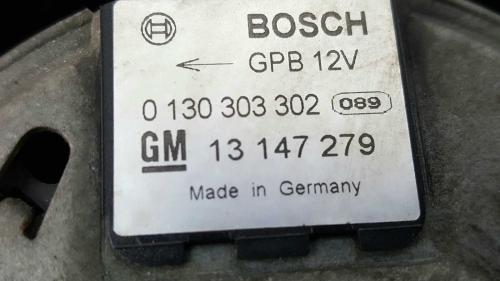 BOSCH
GPB 12V
0 130 303 302 089
GM 13 147 279
Made in Germany